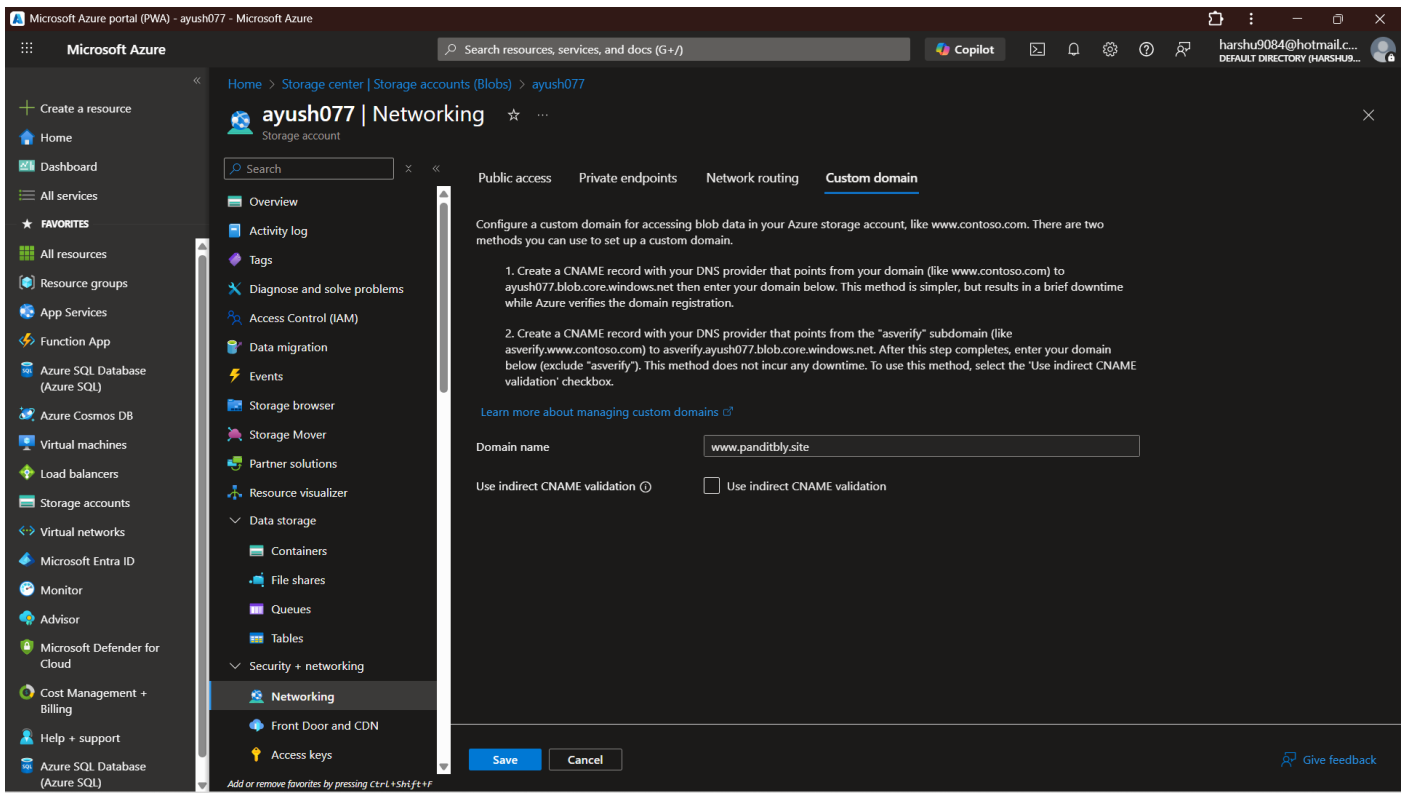 Microsoft Azure portal (PWA) - ayush077 - Microsoft Azure
Microsoft Azure
Search resources, services, and docs (G+/)
Copilot
harshu9084@hotmail.c...
DEFAULT DIRECTORY (HARSHU9...
Create a resource
Home
Dashboard
All services
FAVORITES
All resources
Resource groups
App Services
Function App
Azure SQL Database
(Azure SQL)
Azure Cosmos DB
Virtual machines
Load balancers
Storage accounts
Virtual networks
Microsoft Entra ID
Monitor
Advisor
Microsoft Defender for
Cloud
Cost Management +
Billing
Help + support
Azure SQL Database
(Azure SQL)
Home > Storage center | Storage accounts (Blobs) > ayush077
ayush077 | Networking
Storage account
Search
Overview
Activity log
Tags
Diagnose and solve problems
Access Control (IAM)
Data migration
Events
Storage browser
Storage Mover
Partner solutions
Resource visualizer
Data storage
Containers
File shares
Queues
Tables
Security + networking
Networking
Front Door and CDN
Access keys
Add or remove favorites by pressing Ctrl+Shift+F
Public access Private endpoints Network routing Custom domain
Configure a custom domain for accessing blob data in your Azure storage account, like www.contoso.com. There are two
methods you can use to set up a custom domain.
1. Create a CNAME record with your DNS provider that points from your domain (like www.contoso.com) to
ayush077.blob.core.windows.net then enter your domain below. This method is simpler, but results in a brief downtime
while Azure verifies the domain registration.
2. Create a CNAME record with your DNS provider that points from the "asverify" subdomain (like
asverify.www.contoso.com) to asverify.ayush077.blob.core.windows.net. After this step completes, enter your domain
below (exclude "asverify"). This method does not incur any downtime. To use this method, select the 'Use indirect CNAME
validation' checkbox.
Learn more about managing custom domains
Domain name www.panditbly.site
Use indirect CNAME validation Use indirect CNAME validation
Save Cancel
Give feedback